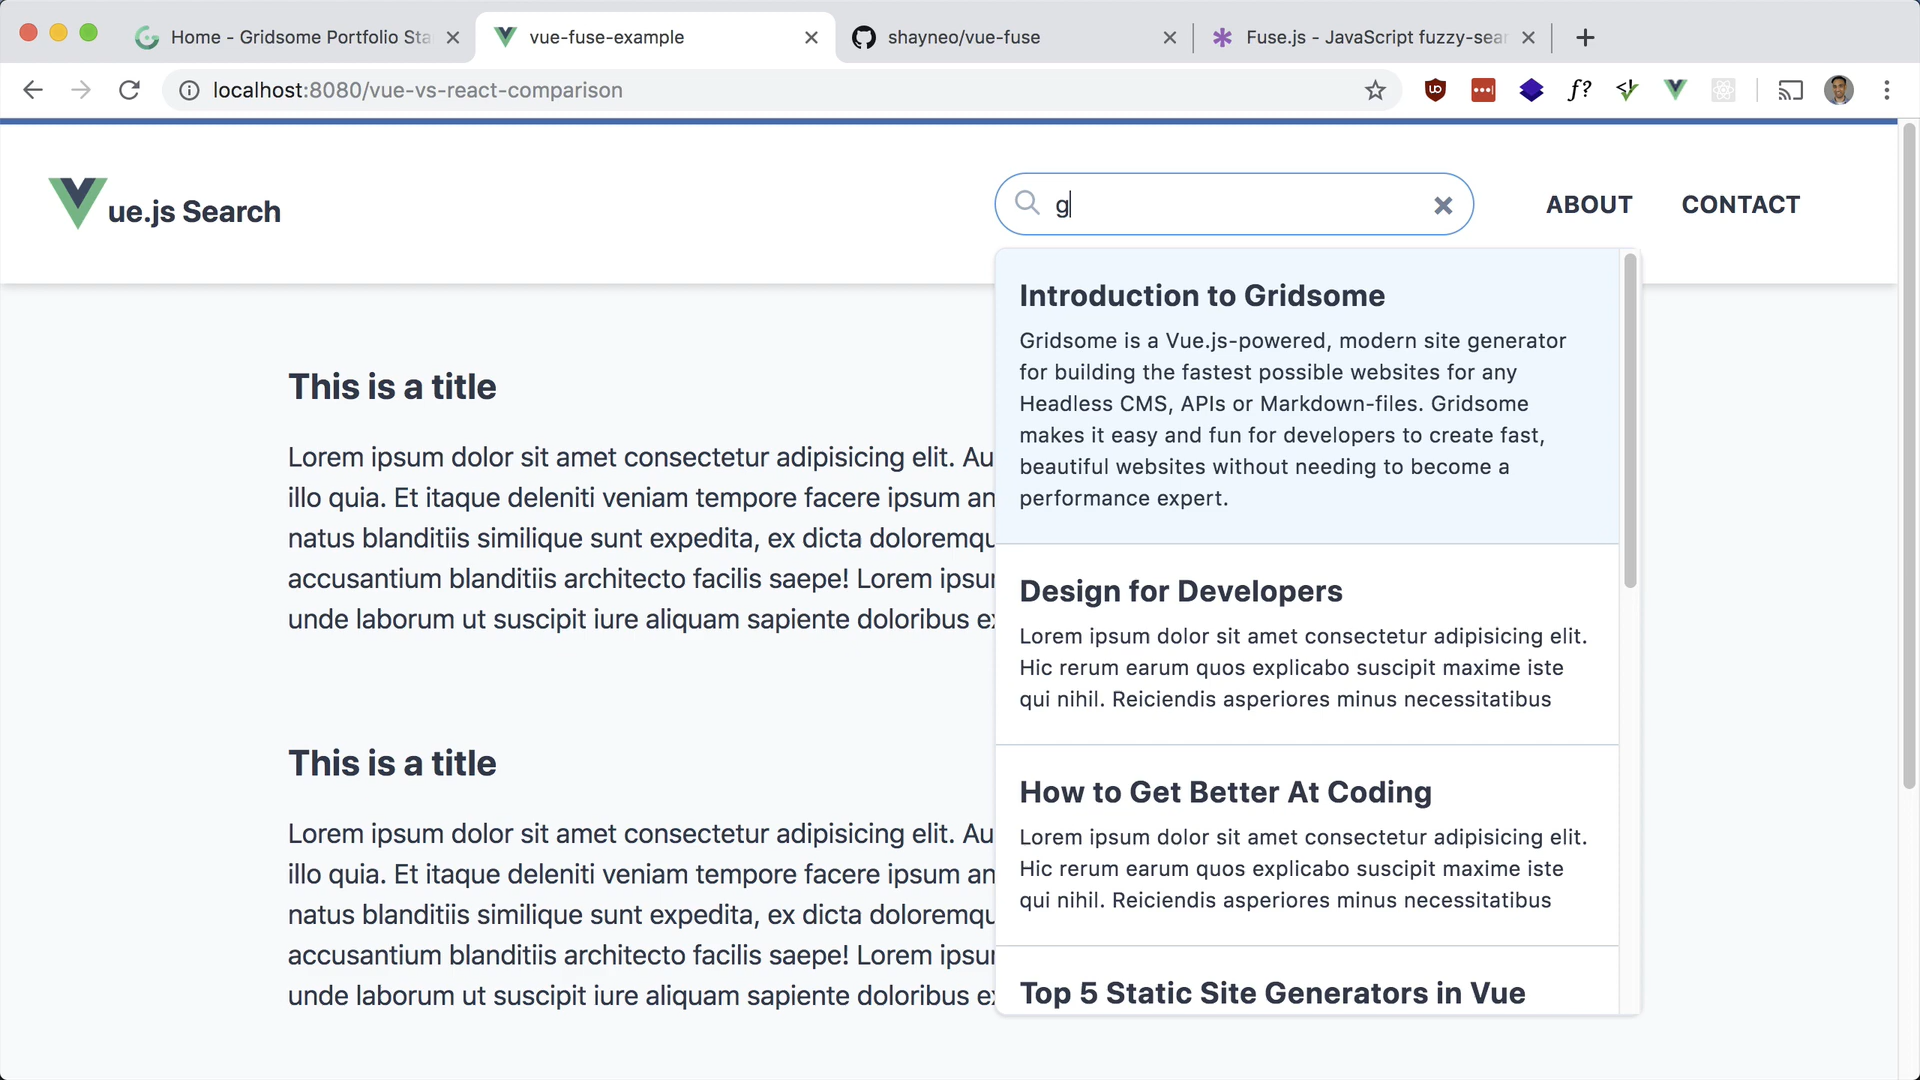 Home - Gridsome Portfolio Sta
vue-fuse-example
shayneo/vue-fuse
Fuse.js - JavaScript fuzzy-sear
localhost:8080/vue-vs-react-comparison
f?
ue.js Search
g
ABOUT
CONTACT
This is a title
Lorem ipsum dolor sit amet consectetur adipisicing elit. Au
illo quia. Et itaque deleniti veniam tempore facere ipsum an
natus blanditiis similique sunt expedita, ex dicta doloremqu
accusantium blanditiis architecto facilis saepe! Lorem ipsu
unde laborum ut suscipit iure aliquam sapiente doloribus ex
This is a title
Lorem ipsum dolor sit amet consectetur adipisicing elit. Au
illo quia. Et itaque deleniti veniam tempore facere ipsum an
natus blanditiis similique sunt expedita, ex dicta doloremqu
accusantium blanditiis architecto facilis saepe! Lorem ipsu
unde laborum ut suscipit iure aliquam sapiente doloribus ex
Introduction to Gridsome
Gridsome is a Vue.js-powered, modern site generator
for building the fastest possible websites for any
Headless CMS, APIs or Markdown-files. Gridsome
makes it easy and fun for developers to create fast,
beautiful websites without needing to become a
performance expert.
Design for Developers
Lorem ipsum dolor sit amet consectetur adipisicing elit.
Hic rerum earum quos explicabo suscipit maxime iste
qui nihil. Reiciendis asperiores minus necessitatibus
How to Get Better At Coding
Lorem ipsum dolor sit amet consectetur adipisicing elit.
Hic rerum earum quos explicabo suscipit maxime iste
qui nihil. Reiciendis asperiores minus necessitatibus
Top 5 Static Site Generators in Vue